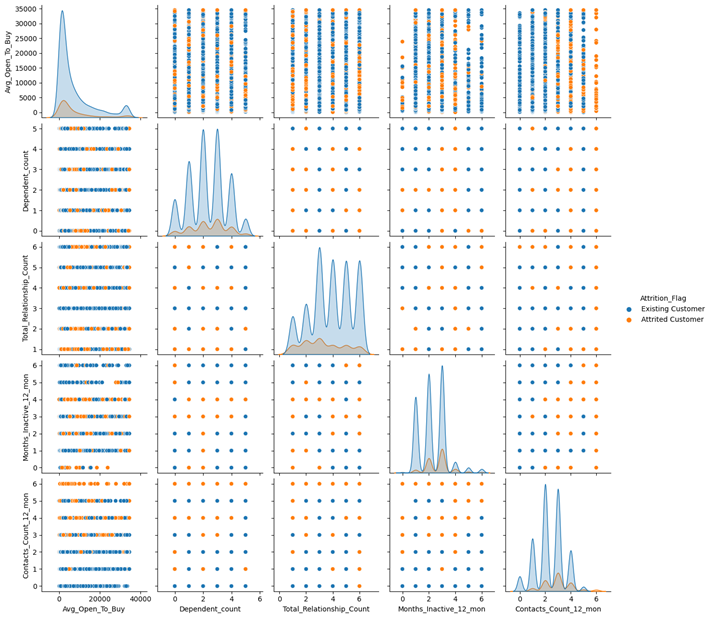 35000
30000
25000
20000
15000
10000
5000
0
Avg_Open_To_Buy
5
4
3
2
1
0
Dependent_count
6
5
4
3
2
1
Total_Relationship_Count
Attrition_Flag
Existing Customer
Attrited Customer
6
5
4
3
2
1
0
Months_Inactive_12_mon
6
5
4
3
2
1
0
Contacts_Count_12_mon
0 20000 40000
0 2 4 6
0 2 4 6
0 2 4 6
0 2 4 6
Avg_Open_To_Buy
Dependent_count
Total_Relationship_Count
Months_Inactive_12_mon
Contacts_Count_12_mon